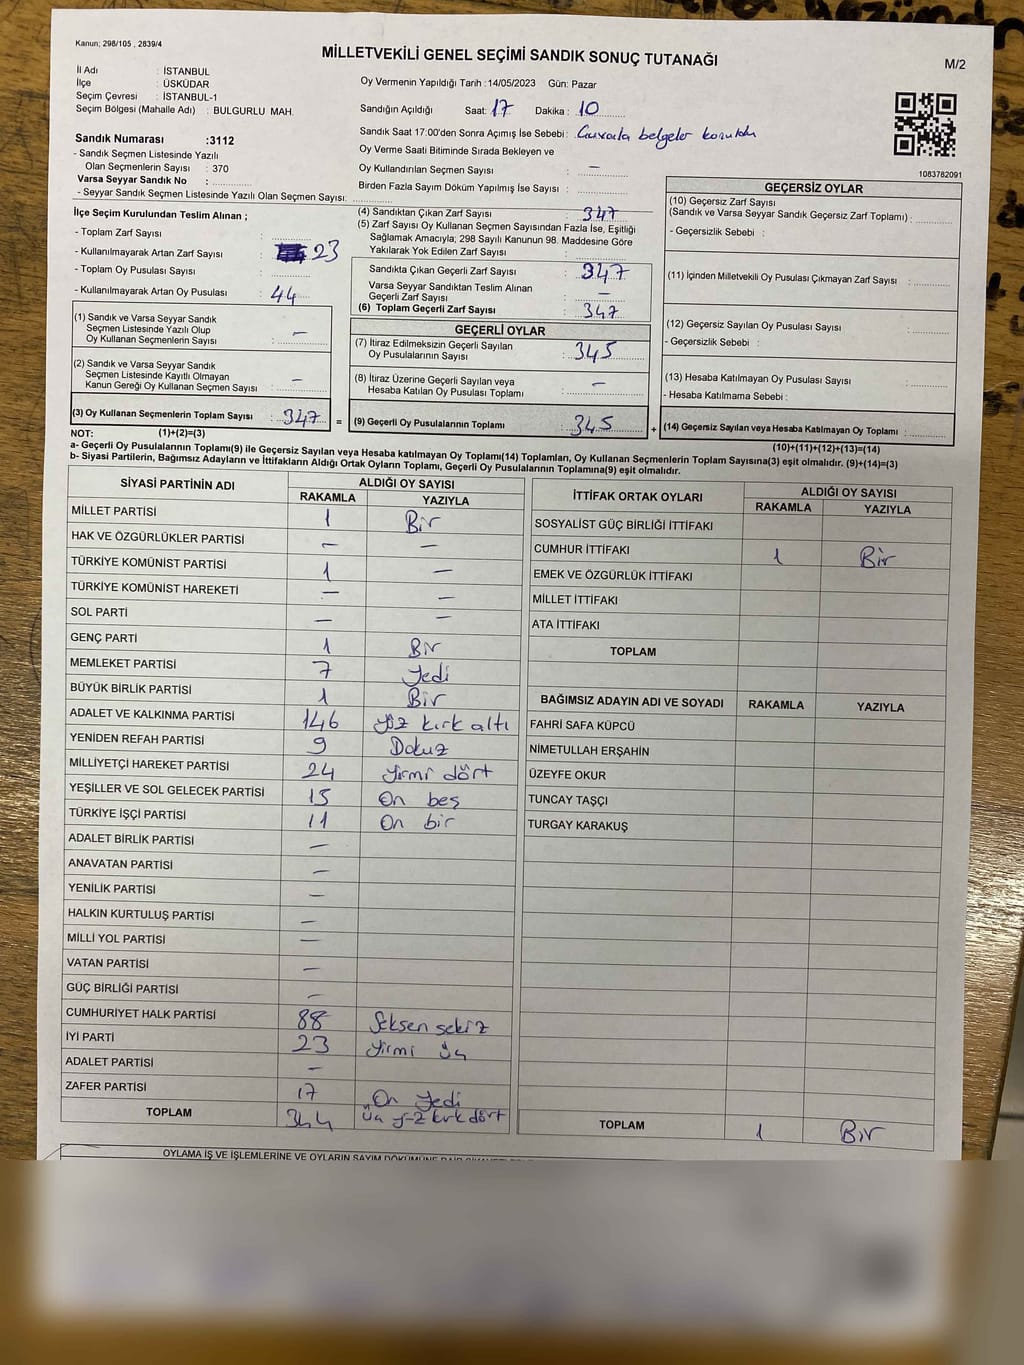 Kanun; 298/105 , 2839/4
MİLLETVEKİLİ GENEL SEÇİMİ SANDIK SONUÇ TUTANAĞI
M/2
İl Adı : İSTANBUL
İlçe : ÜSKÜDAR
Seçim Çevresi : İSTANBUL-1
Seçim Bölgesi (Mahalle Adı) : BULGURLU MAH.
Sandık Numarası :3112
- Sandık Seçmen Listesinde Yazılı
Olan Seçmenlerin Sayısı : 370
Varsa Seyyar Sandık No :
- Seyyar Sandık Seçmen Listesinde Yazılı Olan Seçmen Sayısı:
Oy Vermenin Yapıldığı Tarih :14/05/2023 Gün: Pazar
Sandığın Açıldığı Saat: 17 Dakika : 10
Sandık Saat 17:00'den Sonra Açımış İse Sebebi : belgeler
Oy Verme Saati Bitiminde Sırada Bekleyen ve
Oy Kullandırılan Seçmen Sayısı : –
Birden Fazla Sayım Döküm Yapılmış İse Sayısı :
1083782091
İlçe Seçim Kurulundan Teslim Alınan ;
- Toplam Zarf Sayısı :
- Kullanılmayarak Artan Zarf Sayısı : 23
- Toplam Oy Pusulası Sayısı :
- Kullanılmayarak Artan Oy Pusulası : 44
(1) Sandık ve Varsa Seyyar Sandık
Seçmen Listesinde Yazılı Olup
Oy Kullanan Seçmenlerin Sayısı : –
(2) Sandık ve Varsa Seyyar Sandık
Seçmen Listesinde Kayıtlı Olmayan
Kanun Gereği Oy Kullanan Seçmen Sayısı : –
(3) Oy Kullanan Seçmenlerin Toplam Sayısı : 347 =
(4) Sandıktan Çıkan Zarf Sayısı : 347
(5) Zarf Sayısı Oy Kullanan Seçmen Sayısından Fazla İse, Eşitliği
Sağlamak Amacıyla; 298 Sayılı Kanunun 98. Maddesine Göre
Yakılarak Yok Edilen Zarf Sayısı :
Sandıkta Çıkan Geçerli Zarf Sayısı : 347
Varsa Seyyar Sandıktan Teslim Alınan
Geçerli Zarf Sayısı : –
(6) Toplam Geçerli Zarf Sayısı : 347
GEÇERLİ OYLAR
(7) İtiraz Edilmeksizin Geçerli Sayılan
Oy Pusulalarının Sayısı : 345
(8) İtiraz Üzerine Geçerli Sayılan veya
Hesaba Katılan Oy Pusulası Toplamı : –
(9) Geçerli Oy Pusulalarının Toplamı : 345 +
GEÇERSİZ OYLAR
(10) Geçersiz Zarf Sayısı
(Sandık ve Varsa Seyyar Sandık Geçersiz Zarf Toplamı) :
- Geçersizlik Sebebi :
(11) İçinden Milletvekili Oy Pusulası Çıkmayan Zarf Sayısı :
(12) Geçersiz Sayılan Oy Pusulası Sayısı :
- Geçersizlik Sebebi :
(13) Hesaba Katılmayan Oy Pusulası Sayısı :
- Hesaba Katılmama Sebebi :
(14) Geçersiz Sayılan veya Hesaba Katılmayan Oy Toplamı :
NOT: (1)+(2)=(3) (10)+(11)+(12)+(13)=(14)
a- Geçerli Oy Pusulalarının Toplamı(9) ile Geçersiz Sayılan veya Hesaba katılmayan Oy Toplamı(14) Toplamları, Oy Kullanan Seçmenlerin Toplam Sayısına(3) eşit olmalıdır. (9)+(14)=(3)
b- Siyasi Partilerin, Bağımsız Adayların ve İttifakların Aldığı Ortak Oyların Toplamı, Geçerli Oy Pusulalarının Toplamına(9) eşit olmalıdır.
SİYASİ PARTİNİN ADI ALDIĞI OY SAYISI
RAKAMLA YAZIYLA
MİLLET PARTİSİ 1 Bir
HAK VE ÖZGÜRLÜKLER PARTİSİ – –
TÜRKİYE KOMÜNİST PARTİSİ 1 –
TÜRKİYE KOMÜNİST HAREKETİ – –
SOL PARTİ – –
GENÇ PARTİ 1 Bir
MEMLEKET PARTİSİ 7 Yedi
BÜYÜK BİRLİK PARTİSİ 1 Bir
ADALET VE KALKINMA PARTİSİ 146 yüz kırk altı
YENİDEN REFAH PARTİSİ 9 Dokuz
MİLLİYETÇİ HAREKET PARTİSİ 24 yirmi dört
YEŞİLLER VE SOL GELECEK PARTİSİ 15 On beş
TÜRKİYE İŞÇİ PARTİSİ 11 On bir
ADALET BİRLİK PARTİSİ –
ANAVATAN PARTİSİ –
YENİLİK PARTİSİ –
HALKIN KURTULUŞ PARTİSİ –
MİLLİ YOL PARTİSİ –
VATAN PARTİSİ –
GÜÇ BİRLİĞİ PARTİSİ –
CUMHURİYET HALK PARTİSİ 88 Seksen sekiz
İYİ PARTİ 23 yirmi üç
ADALET PARTİSİ –
ZAFER PARTİSİ 17 On Yedi
TOPLAM 344 üç yüz kırk dört
İTTİFAK ORTAK OYLARI ALDIĞI OY SAYISI
RAKAMLA YAZIYLA
SOSYALİST GÜÇ BİRLİĞİ İTTİFAKI
CUMHUR İTTİFAKI 1 Bir
EMEK VE ÖZGÜRLÜK İTTİFAKI
MİLLET İTTİFAKI
ATA İTTİFAKI
TOPLAM
BAĞIMSIZ ADAYIN ADI VE SOYADI RAKAMLA YAZIYLA
FAHRİ SAFA KÜPCÜ
NİMETULLAH ERŞAHİN
ÜZEYFE OKUR
TUNCAY TAŞÇI
TURGAY KARAKUŞ
TOPLAM 1 Bir
OYLAMA İŞ VE İŞLEMLERİNE VE OYLARIN SAYIM DÖKÜMÜNE DAİR